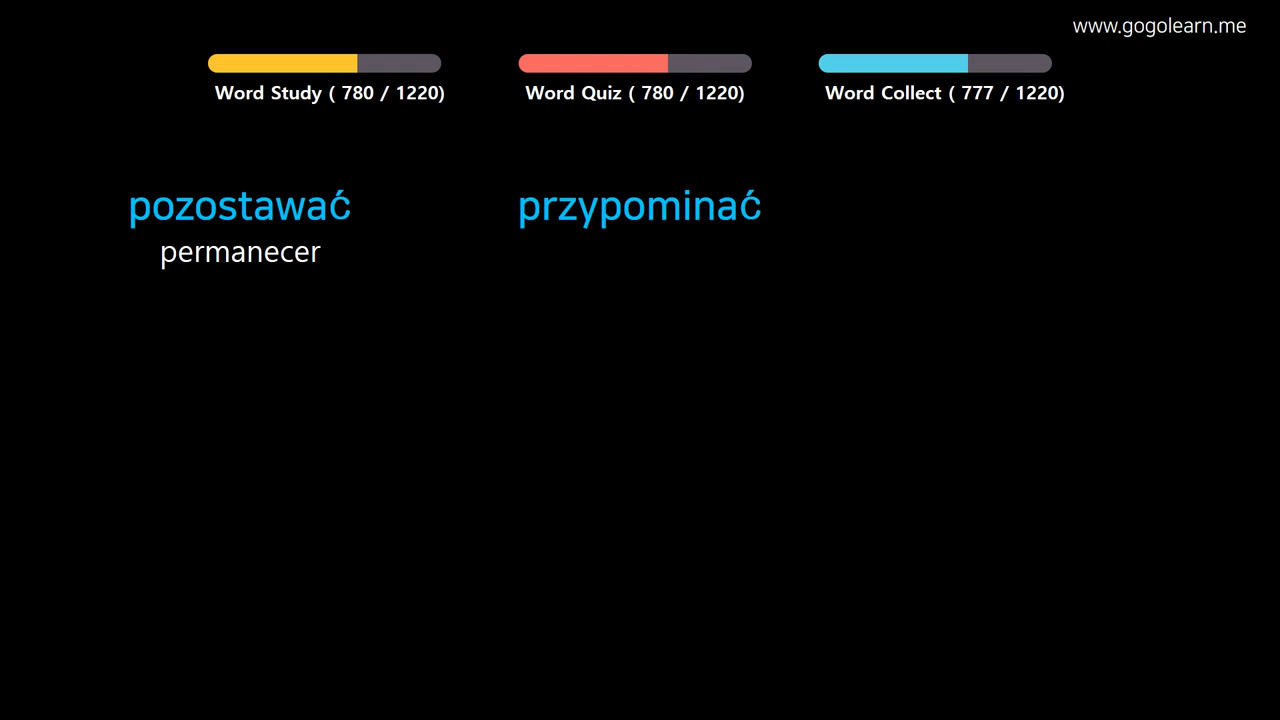 www.gogolearn.me
Word Study ( 780 / 1220)
Word Quiz ( 780 / 1220)
Word Collect ( 777 / 1220)
pozostawać
permanecer
przypominać